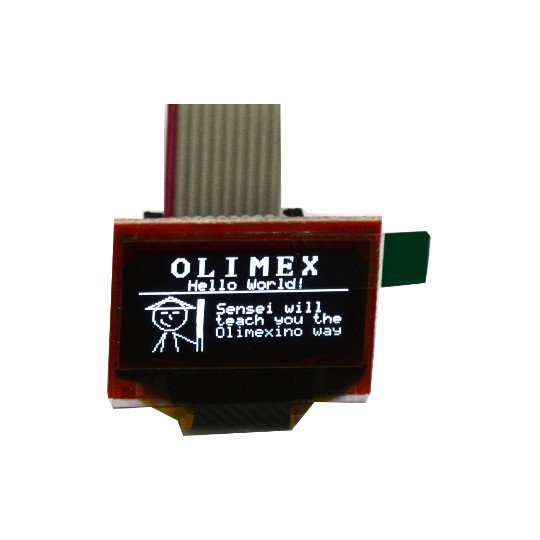 OLIMEX
Hello World!
Sensei will
teach you the
Olimexino way